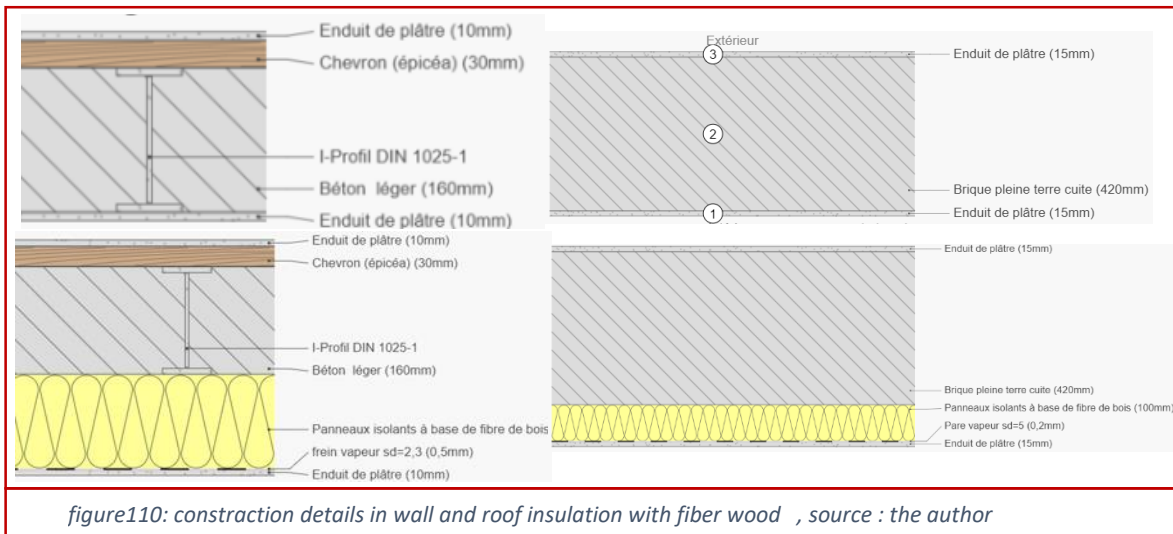 Enduit de plâtre (10mm)
Chevron (épicéa) (30mm)
I-Profil DIN 1025-1
Béton léger (160mm)
Enduit de plâtre (10mm)
Extérieur
3
Enduit de plâtre (15mm)
2
Brique pleine terre cuite (420mm)
1
Enduit de plâtre (15mm)
Enduit de plâtre (10mm)
Chevron (épicéa) (30mm)
I-Profil DIN 1025-1
Béton léger (160mm)
Panneaux isolants à base de fibre de bois
frein vapeur sd=2,3 (0,5mm)
Enduit de plâtre (10mm)
Enduit de plâtre (15mm)
Brique pleine terre cuite (420mm)
Panneaux isolants à base de fibre de bois (100mm)
Pare vapeur sd=5 (0,2mm)
Enduit de plâtre (15mm)
figure110: constraction details in wall and roof insulation with fiber wood , source : the author